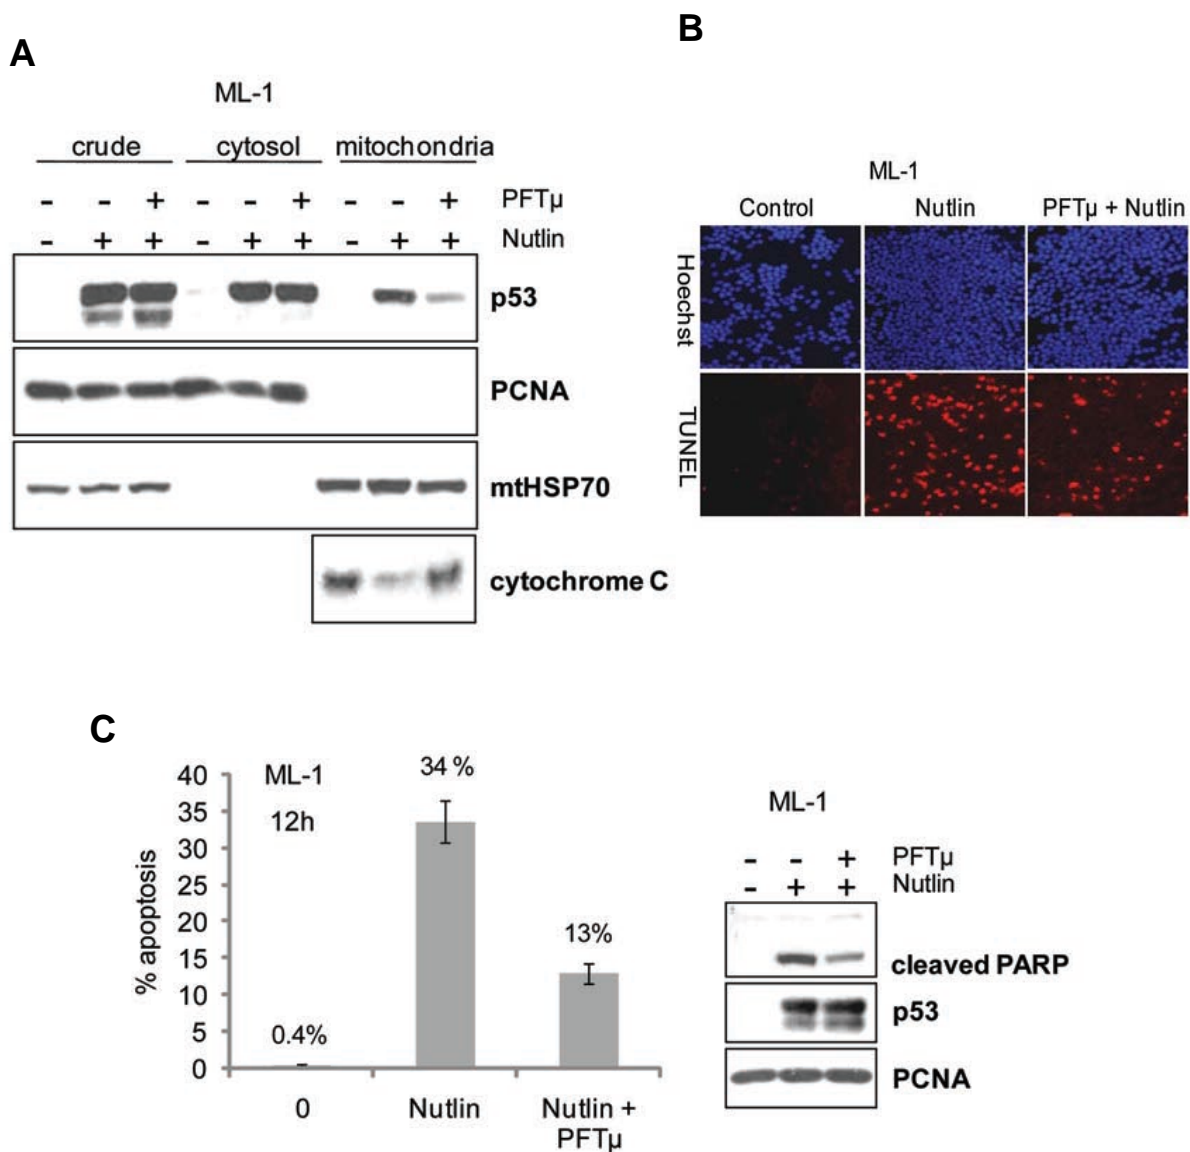 A
ML-1
crude cytosol mitochondria
- - + - - + - - + PFTµ
- + + - + + - + + Nutlin
p53
PCNA
mtHSP70
cytochrome C
B
ML-1
Control Nutlin PFTµ + Nutlin
Hoechst
TUNEL
C
ML-1
12h
% apoptosis
40
35
30
25
20
15
10
5
0
0.4%
34 %
13%
0 Nutlin Nutlin +
PFTµ
ML-1
- - + PFTµ
- + + Nutlin
cleaved PARP
p53
PCNA